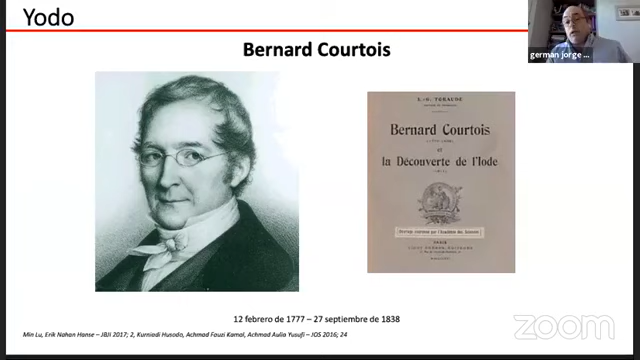 Yodo
german jorge ...
Bernard Courtois
Bernard Courtois
et
la Découverte de l'Iode
PARIS
12 febrero de 1777 – 27 septiembre de 1838
zoom
Min Lu, Erik Nahan Hanse – JBJI 2017; 2, Kurniadi Husodo, Achmad Fauzi Kamal, Achmad Aulia Yusufi – JOS 2016; 24